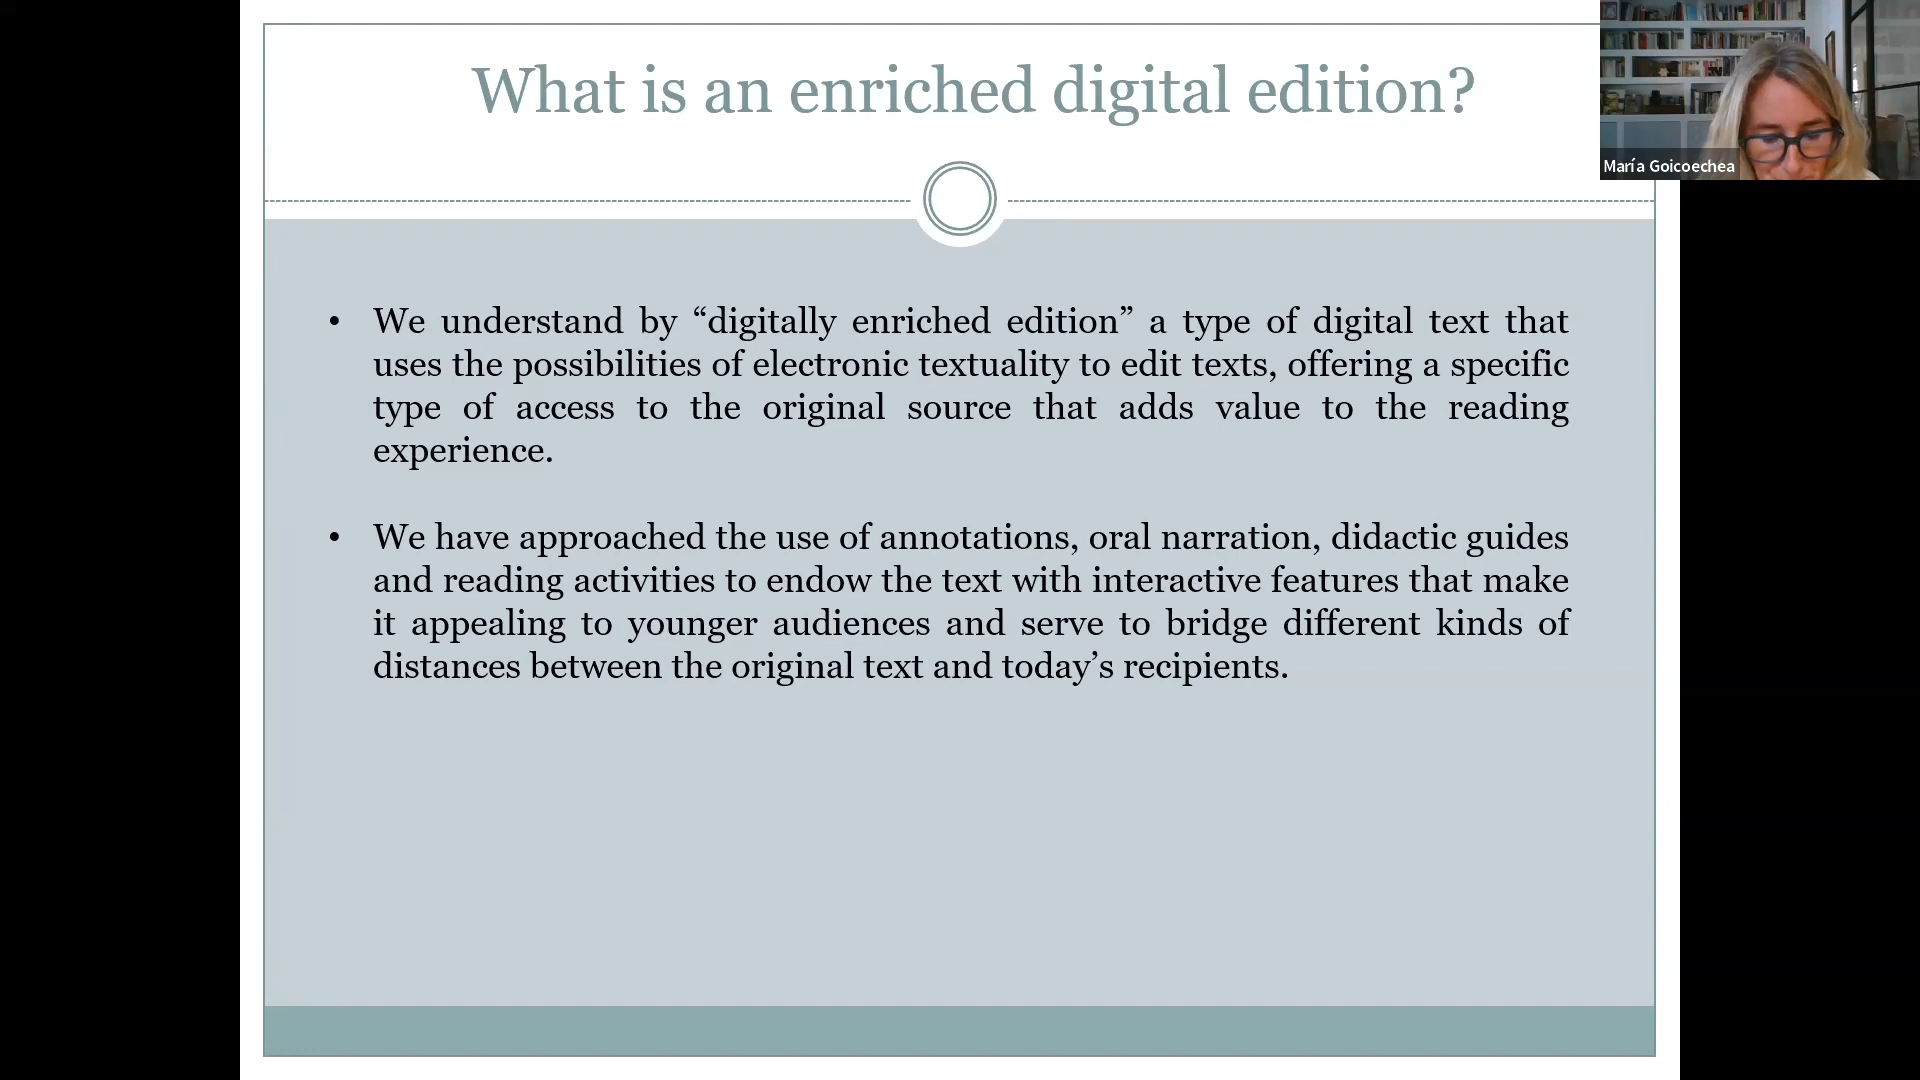 What is an enriched digital edition?
María Goicoechea
• We understand by “digitally enriched edition” a type of digital text that
uses the possibilities of electronic textuality to edit texts, offering a specific
type of access to the original source that adds value to the reading
experience.
• We have approached the use of annotations, oral narration, didactic guides
and reading activities to endow the text with interactive features that make
it appealing to younger audiences and serve to bridge different kinds of
distances between the original text and today’s recipients.